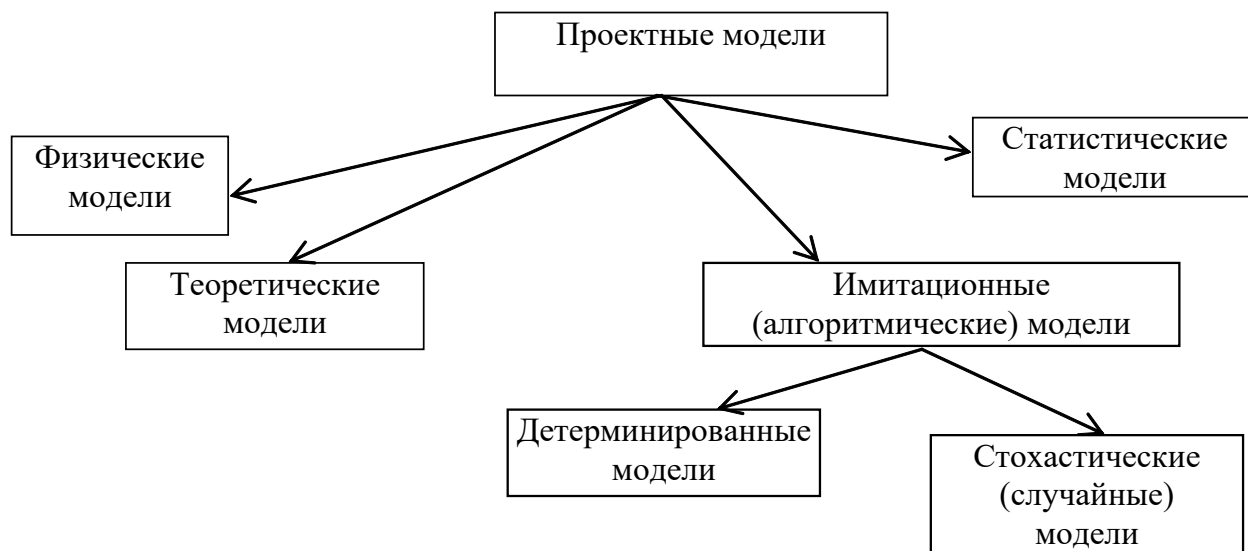 Проектные модели
Физические
модели
Статистические
модели
Теоретические
модели
Имитационные
(алгоритмические) модели
Детерминированные
модели
Стохастические
(случайные)
модели